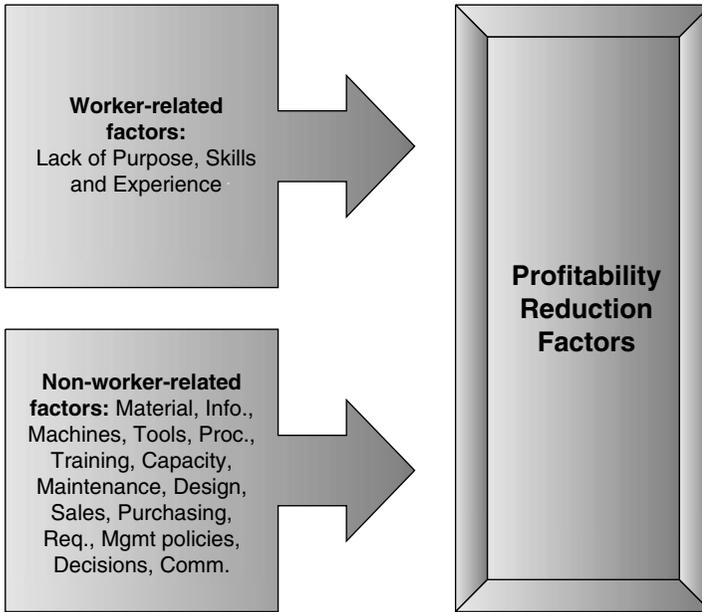 Worker-related
factors:
Lack of Purpose, Skills
and Experience
Non-worker-related
factors: Material, Info.,
Machines, Tools, Proc.,
Training, Capacity,
Maintenance, Design,
Sales, Purchasing,
Req., Mgmt policies,
Decisions, Comm.
Profitability
Reduction
Factors